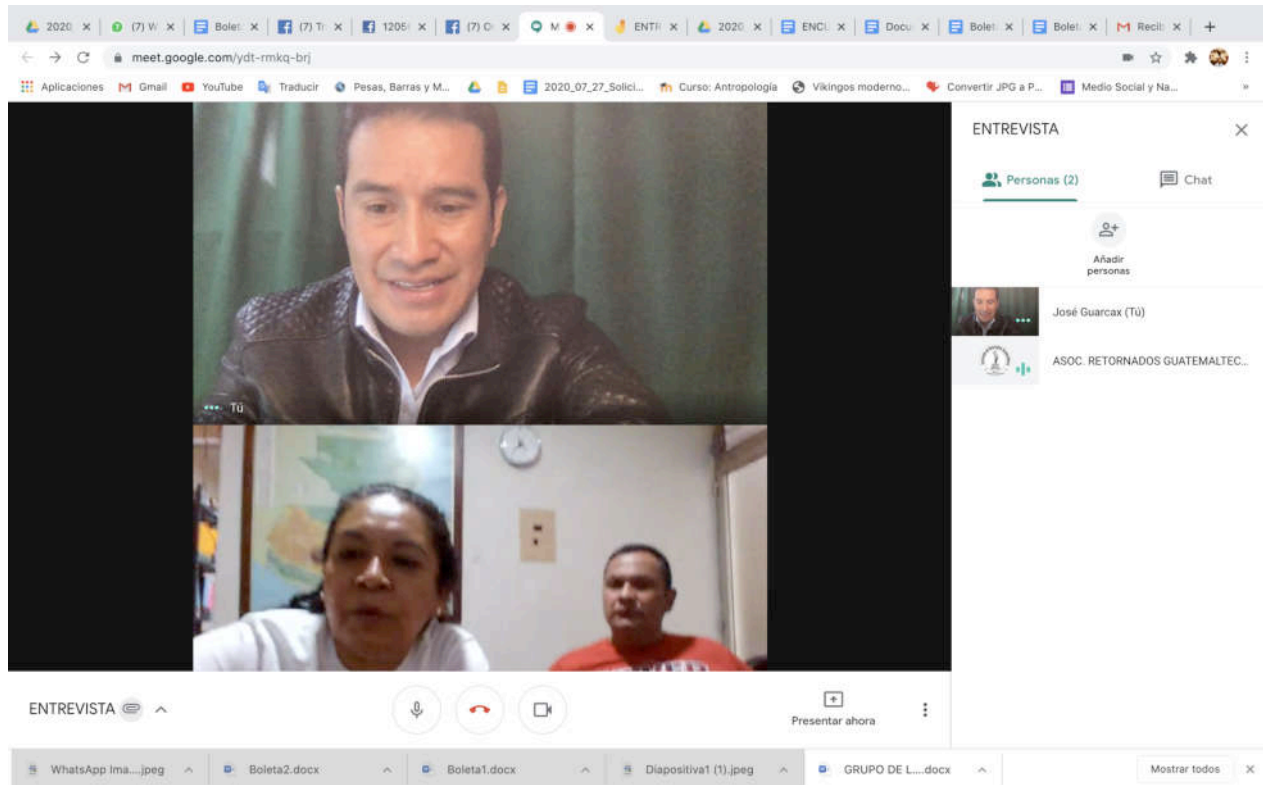 2020
(7) W
Bolet
(7) Ti
1205
(7) O
M
ENTR
2020
ENCL
Docu
Bolet
Bolet
Recib
meet.google.com/ydt-rmkq-brj
Aplicaciones
Gmail
YouTube
Traducir
Pesas, Barras y M...
2020_07_27_Solici...
Curso: Antropología
Vikingos moderno...
Convertir JPG a P...
Medio Social y Na...
»
Tú
ENTREVISTA
Personas (2)
Chat
Añadir
personas
José Guarcax (Tú)
ASOC. RETORNADOS GUATEMALTEC...
ENTREVISTA
Presentar ahora
WhatsApp Ima....jpeg
Boleta2.docx
Boleta1.docx
Diapositiva1 (1).jpeg
GRUPO DE L....docx
Mostrar todos